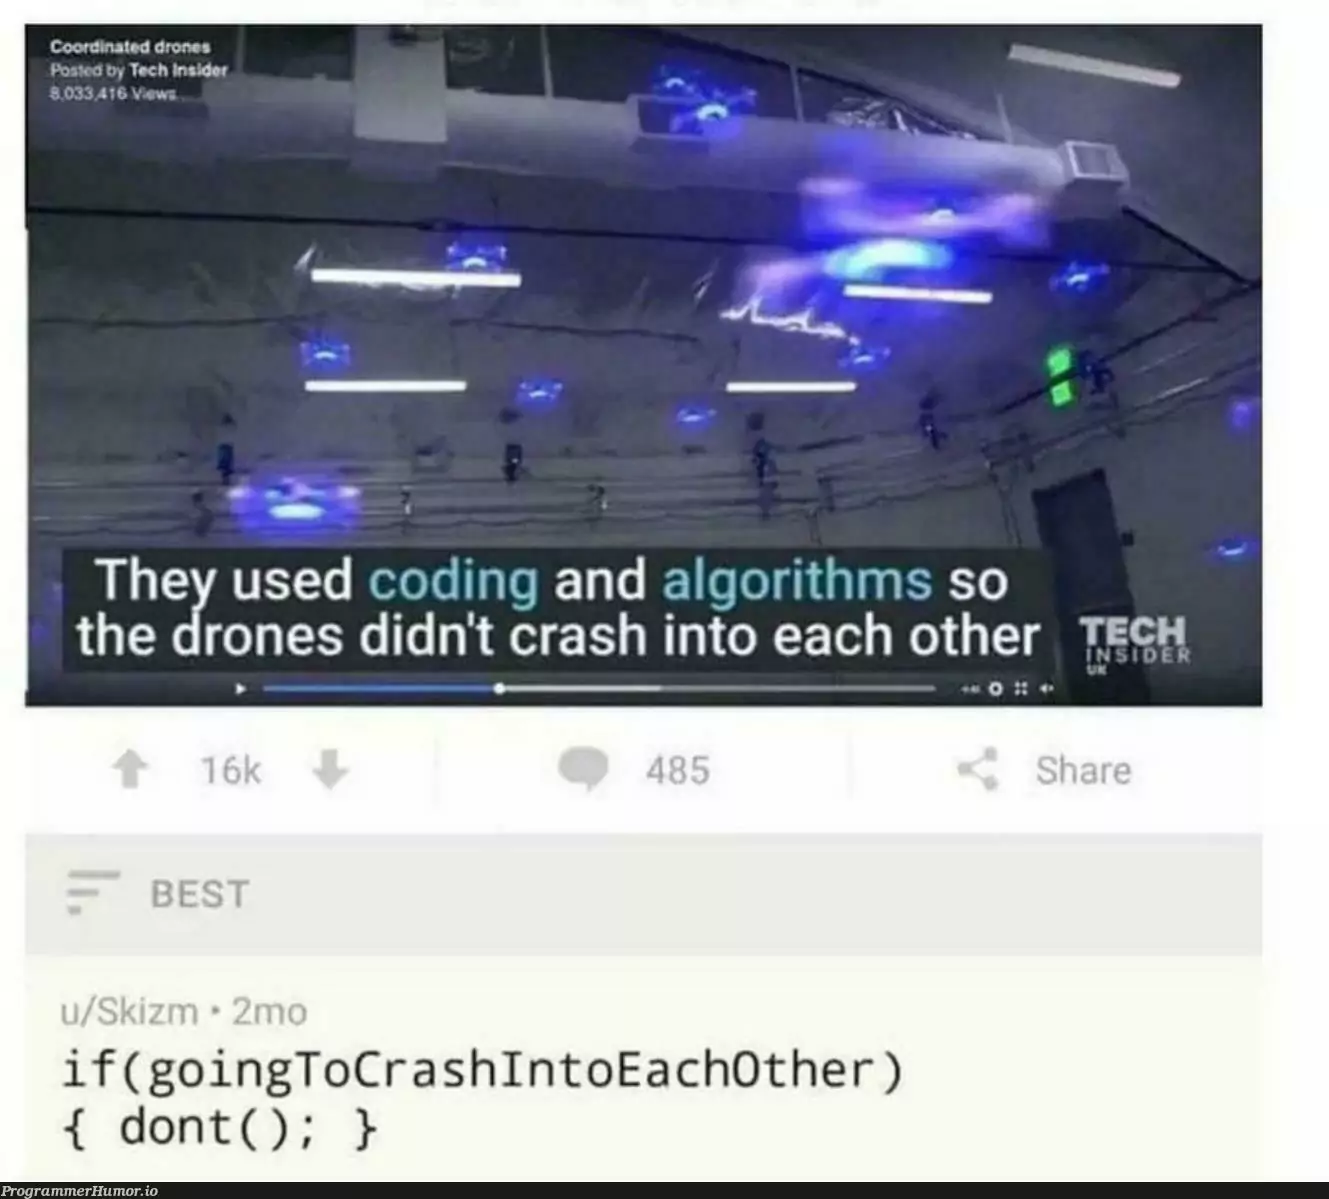 Coordinated drones
Posted by Tech Insider
8,033,416 Views
They used coding and algorithms so
the drones didn't crash into each other
TECH
INSIDER
UK
16k
485
Share
BEST
u/Skizm • 2mo
if(goingToCrashIntoEachOther)
{ dont(); }
ProgrammerHumor.io